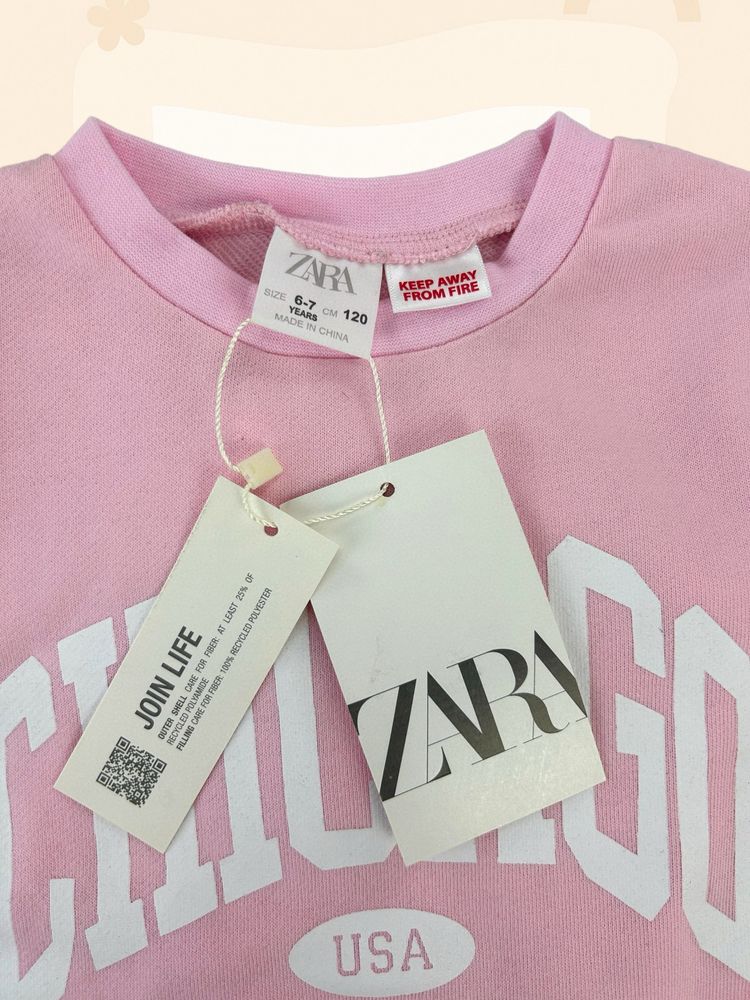 ZARA
SIZE 6-7 CM 120
YEARS
MADE IN CHINA
KEEP AWAY
FROM FIRE
JOIN LIFE
OUTER SHELL CARE FOR FIBER: AT LEAST 25% OF
RECYCLED POLYAMIDE
FILLING CARE FOR FIBER: 100% RECYCLED POLYESTER
ZARA
CHICAGO
USA